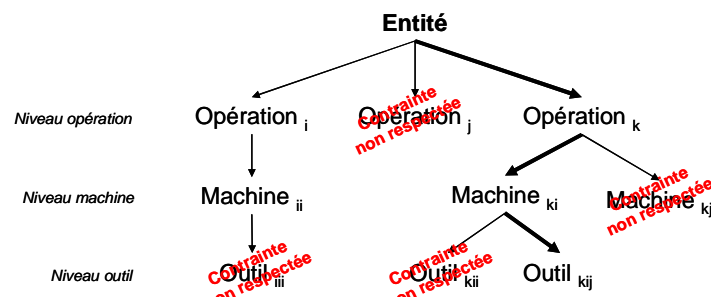 Entité
Niveau opération
Opération i
Opération j
Contrainte
non respectée
Opération k
Niveau machine
Machine ii
Machine ki
Machine kj
Contrainte
non respectée
Niveau outil
Outil iii
Contrainte
non respectée
Outil kii
Contrainte
non respectée
Outil kij